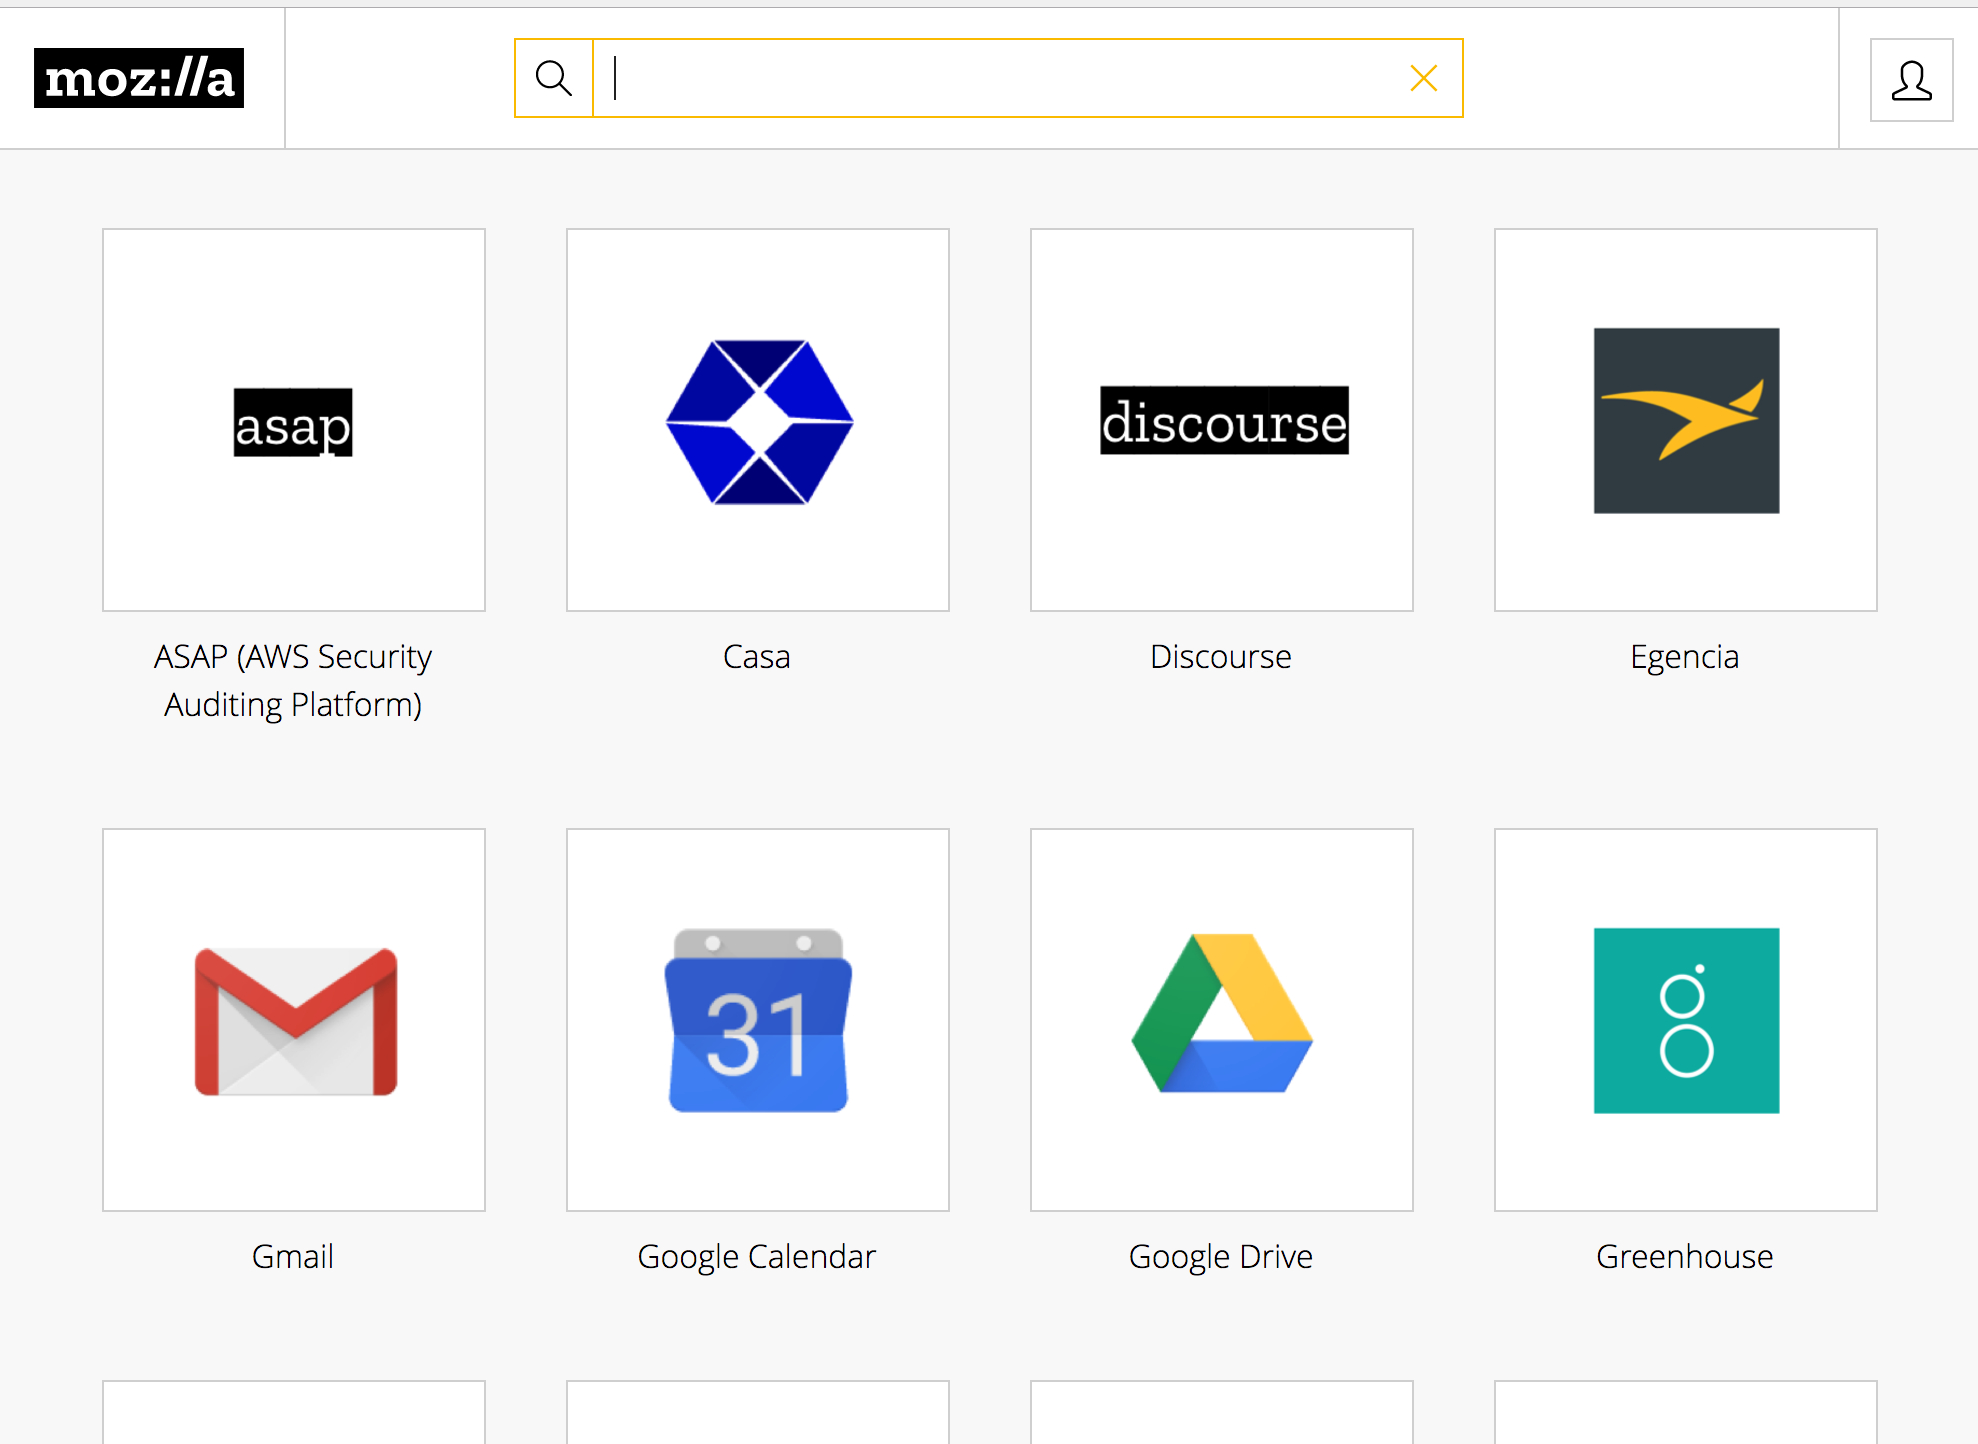 moz://a
asap
discourse
ASAP (AWS Security
Auditing Platform)
Casa
Discourse
Egencia
31
Gmail
Google Calendar
Google Drive
Greenhouse